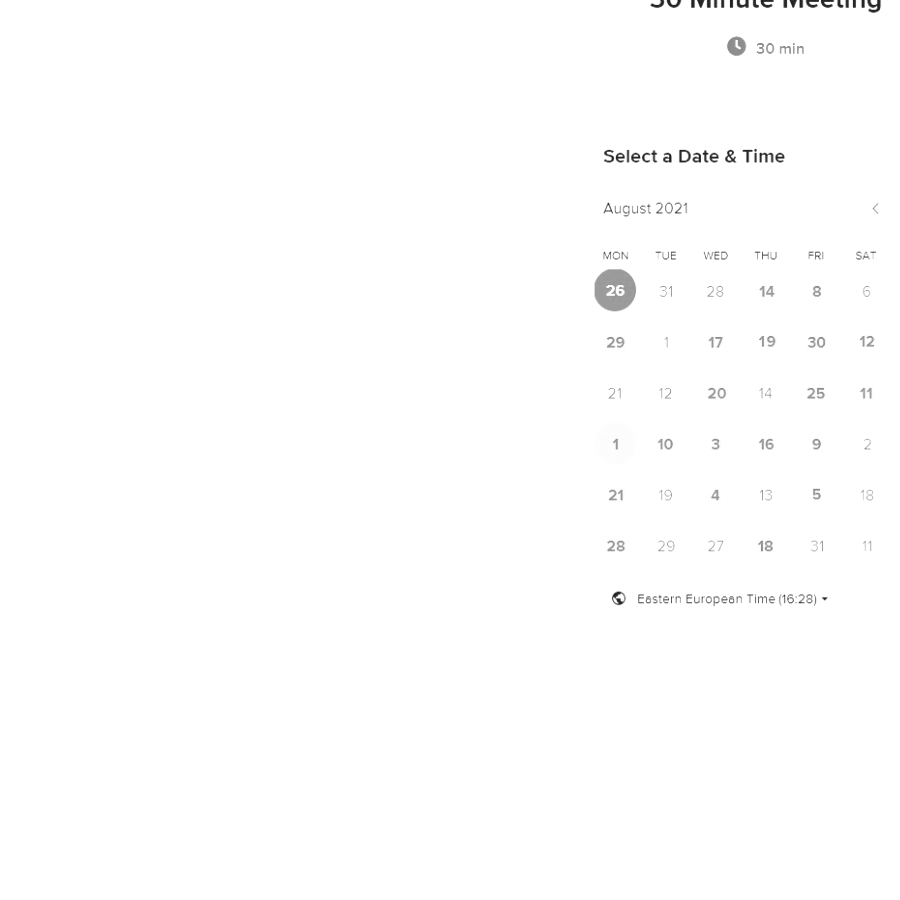 30 Minute Meeting
30 min
Select a Date & Time
August 2021
MON TUE WED THU FRI SAT
26 31 28 14 8 6
29 1 17 19 30 12
21 12 20 14 25 11
1 10 3 16 9 2
21 19 4 13 5 18
28 29 27 18 31 11
Eastern European Time (16:28)